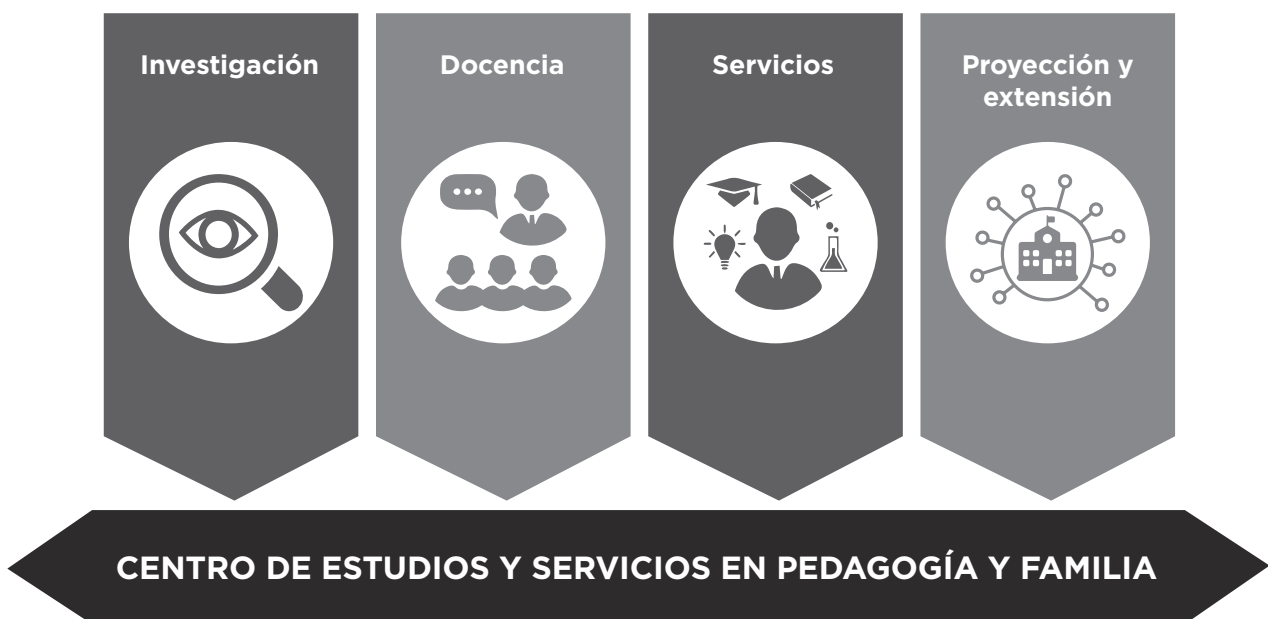 Investigación
Docencia
Servicios
Proyección y
extensión
CENTRO DE ESTUDIOS Y SERVICIOS EN PEDAGOGÍA Y FAMILIA